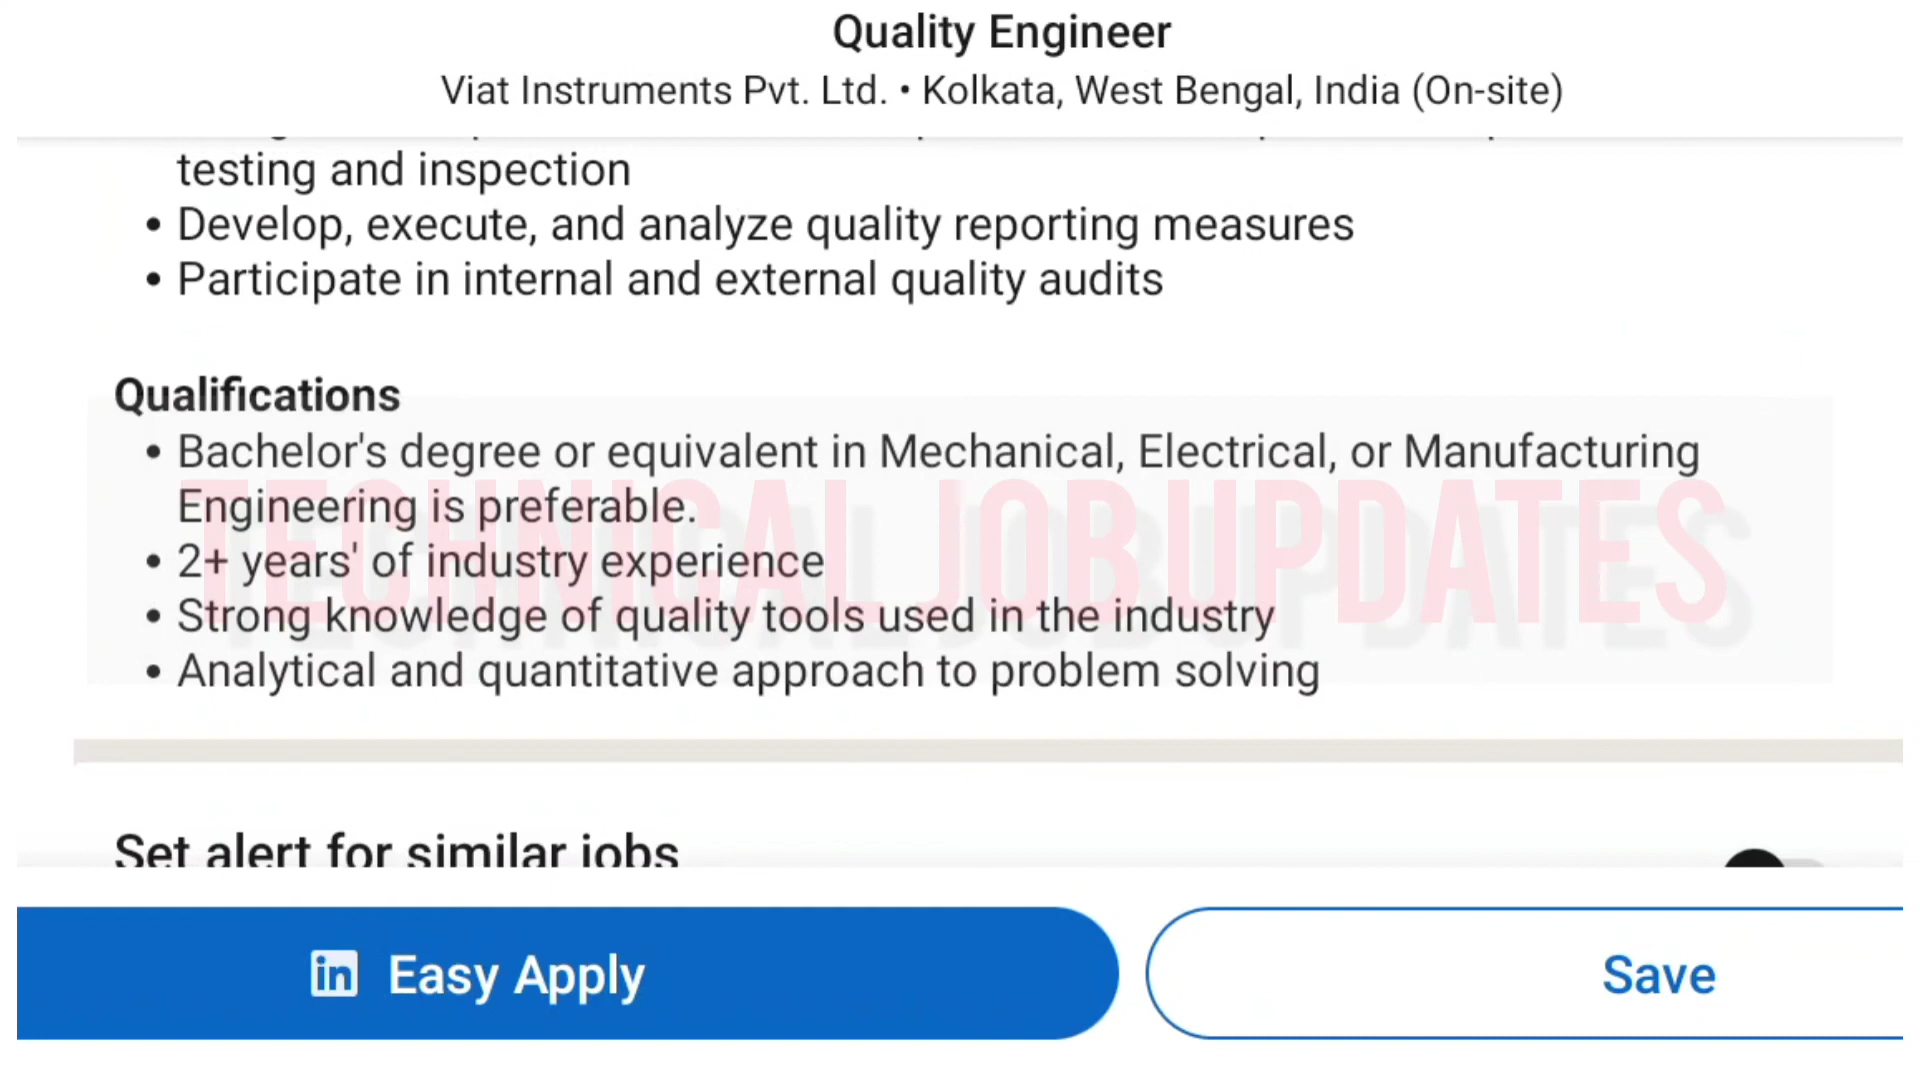 Quality Engineer
Viat Instruments Pvt. Ltd. • Kolkata, West Bengal, India (On-site)
testing and inspection
• Develop, execute, and analyze quality reporting measures
• Participate in internal and external quality audits
Qualifications
• Bachelor's degree or equivalent in Mechanical, Electrical, or Manufacturing
Engineering is preferable.
• 2+ years' of industry experience
• Strong knowledge of quality tools used in the industry
• Analytical and quantitative approach to problem solving
TECHNICAL JOB UPDATES
Set alert for similar jobs
in Easy Apply
Save